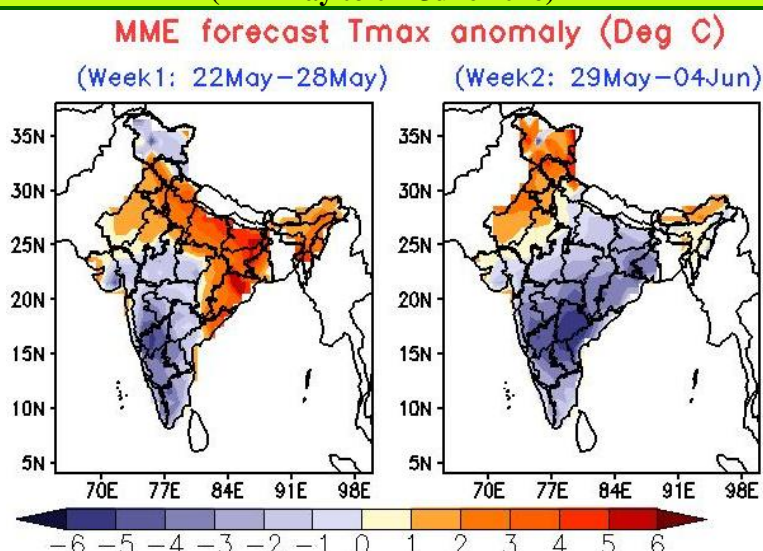 MME forecast Tmax anomaly (Deg C)
(Week1: 22May-28May) (Week2: 29May-04Jun)
35N 35N
30N 30N
25N 25N
20N 20N
15N 15N
10N 10N
5N 5N
70E 77E 84E 91E 98E 70E 77E 84E 91E 98E
-6 -5 -4 -3 -2 -1 0 1 2 3 4 5 6